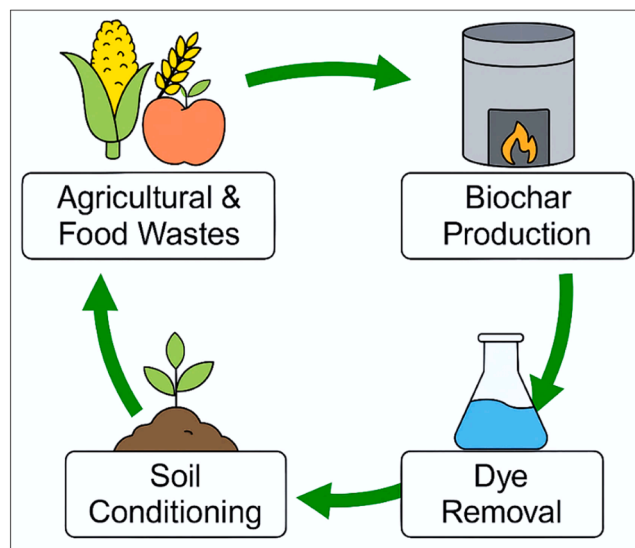 Agricultural &
Food Wastes
Biochar
Production
Soil
Conditioning
Dye
Removal